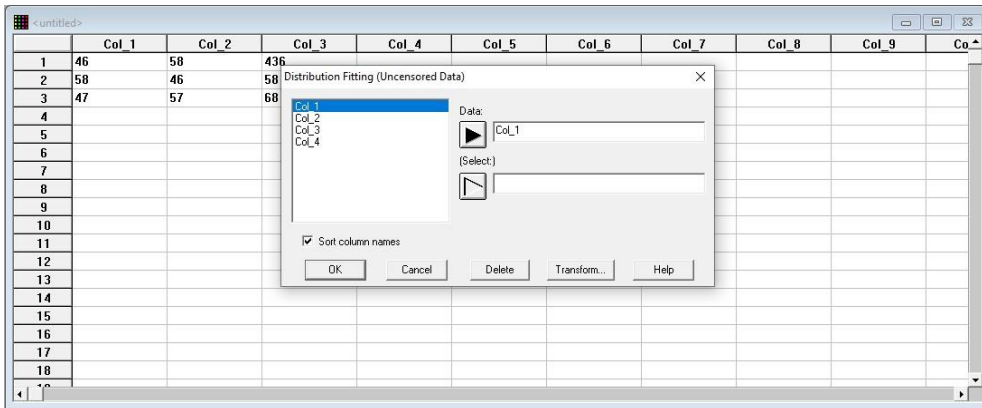 <untitled>
Col_1 Col_2 Col_3 Col_4 Col_5 Col_6 Col_7 Col_8 Col_9
1 46 58 436
2 58 46 58
3 47 57 68
4
5
6
7
8
9
10
11
12
13
14
15
16
17
18
Distribution Fitting (Uncensored Data)
Col_1
Col_2
Col_3
Col_4
Data:
Col_1
(Select:)
Sort column names
OK Cancel Delete Transform... Help